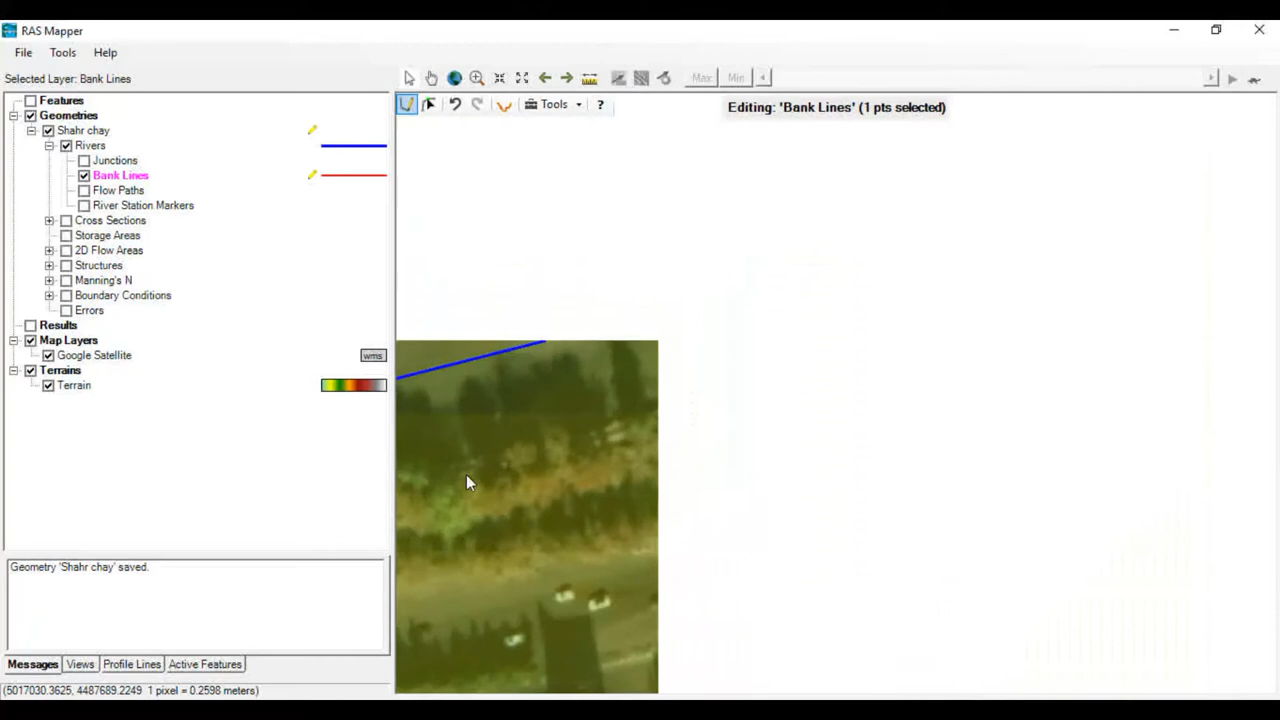 RAS Mapper
File Tools Help
Selected Layer: Bank Lines
Max Min
Tools ?
Editing: 'Bank Lines' (1 pts selected)
Features
Geometries
Shahr chay
Rivers
Junctions
Bank Lines
Flow Paths
River Station Markers
Cross Sections
Storage Areas
2D Flow Areas
Structures
Manning's N
Boundary Conditions
Errors
Results
Map Layers
Google Satellite
wms
Terrains
Terrain
Geometry 'Shahr chay' saved.
Messages Views Profile Lines Active Features
(5017030.3625, 4487689.2249 1 pixel = 0.2598 meters)